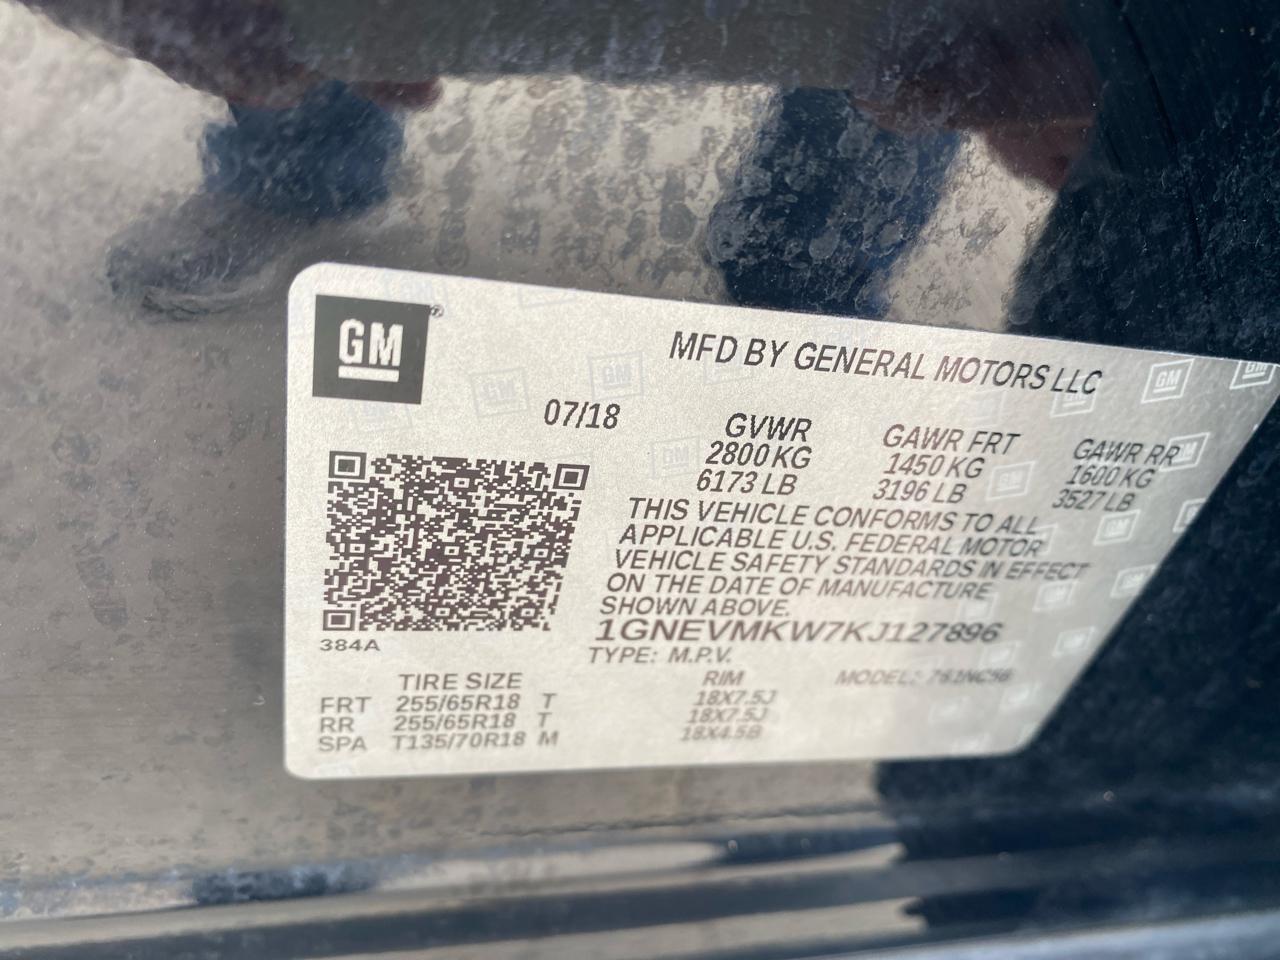 GM®
MFD BY GENERAL MOTORS LLC
07/18
GVWR GAWR FRT GAWR RR
2800 KG 1450 KG 1600 KG
6173 LB 3196 LB 3527 LB
THIS VEHICLE CONFORMS TO ALL
APPLICABLE U.S. FEDERAL MOTOR
VEHICLE SAFETY STANDARDS IN EFFECT
ON THE DATE OF MANUFACTURE
SHOWN ABOVE.
1GNEVMKW7KJ127896
384A
TYPE: M.P.V.
TIRE SIZE RIM MODEL:
FRT 255/65R18 T 18X7.5J
RR 255/65R18 T 18X7.5J
SPA T135/70R18 M 18X4.5B